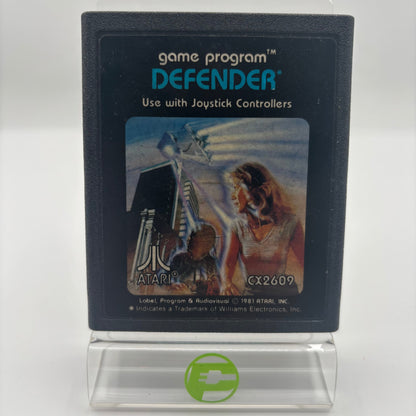 game program™
DEFENDER*
Use with Joystick Controllers
ATARI®
CX2609
Label, Program & Audiovisual © 1981 ATARI, INC.
* Indicates a Trademark of Williams Electronics, Inc.